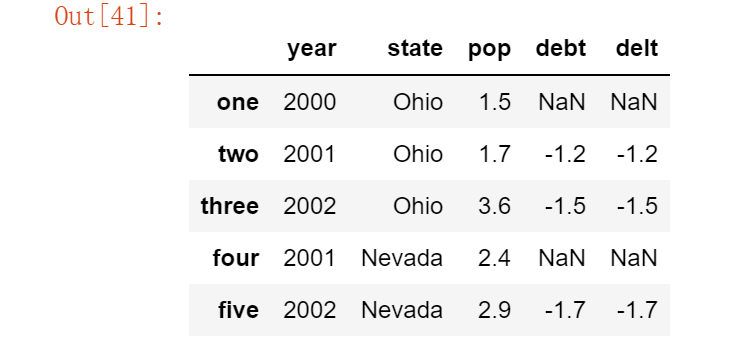 Out[41]:
year state pop debt delt
one 2000 Ohio 1.5 NaN NaN
two 2001 Ohio 1.7 -1.2 -1.2
three 2002 Ohio 3.6 -1.5 -1.5
four 2001 Nevada 2.4 NaN NaN
five 2002 Nevada 2.9 -1.7 -1.7